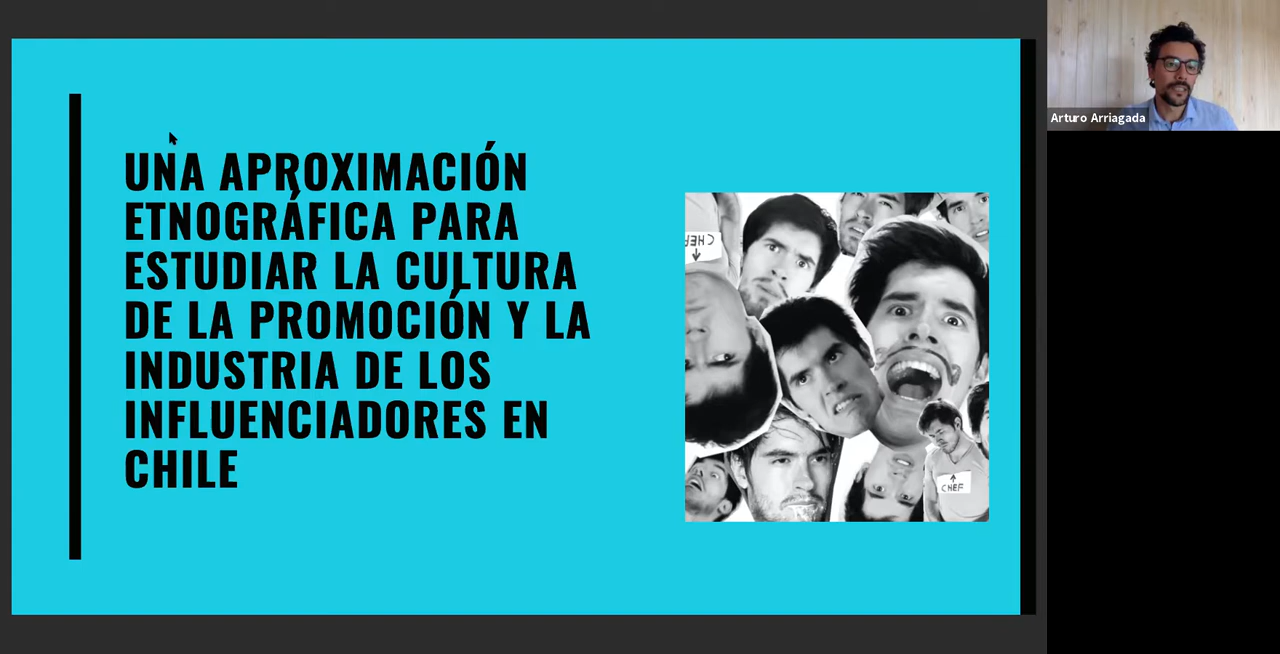 UNA APROXIMACIÓN
ETNOGRÁFICA PARA
ESTUDIAR LA CULTURA
DE LA PROMOCIÓN Y LA
INDUSTRIA DE LOS
INFLUENCIADORES EN
CHILE
CHEF
CHEF
Arturo Arriagada